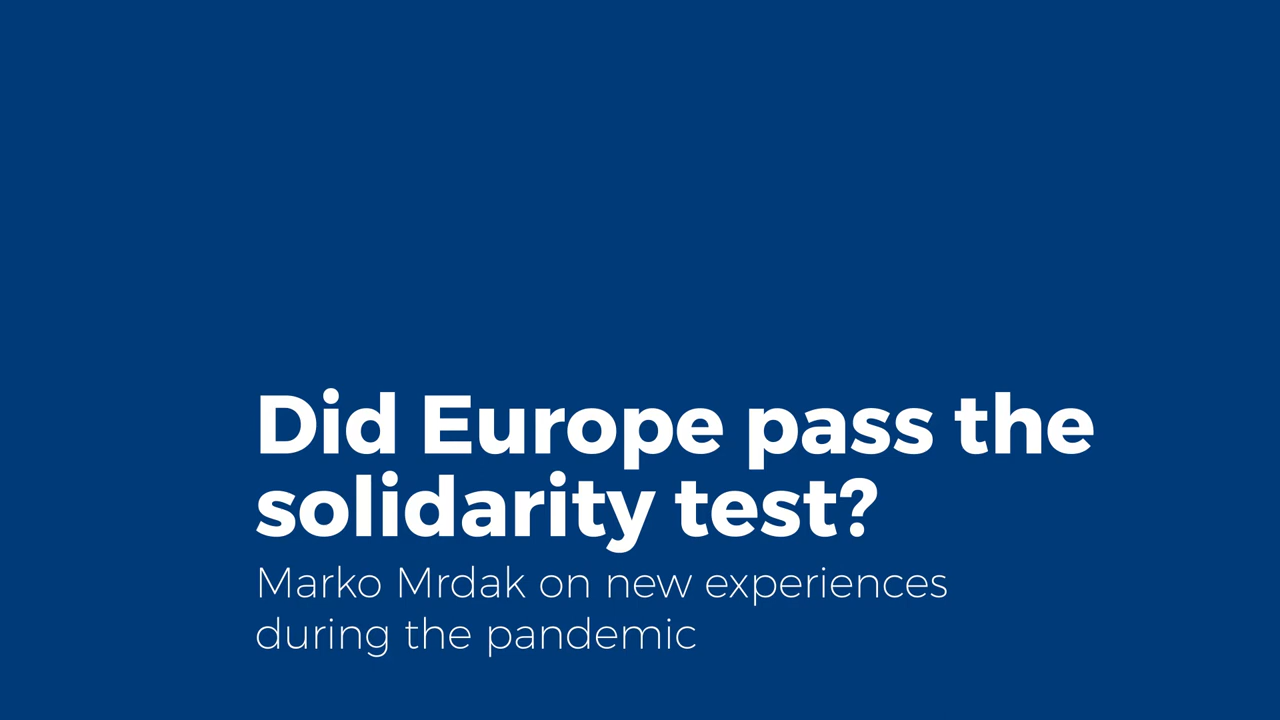 Did Europe pass the
solidarity test?
Marko Mrdak on new experiences
during the pandemic